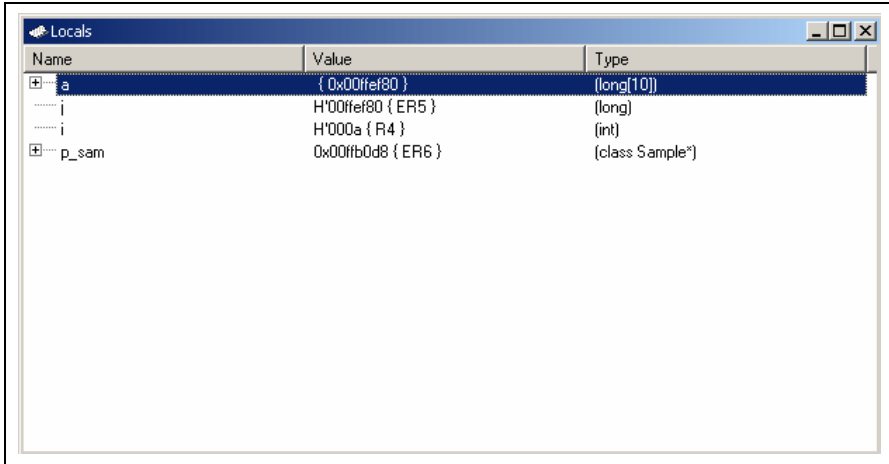 Locals
Name Value Type
a { 0x00ffef80 } (long[10])
j H'00ffef80 { ER5 } (long)
i H'000a { R4 } (int)
p_sam 0x00ffb0d8 { ER6 } (class Sample*)